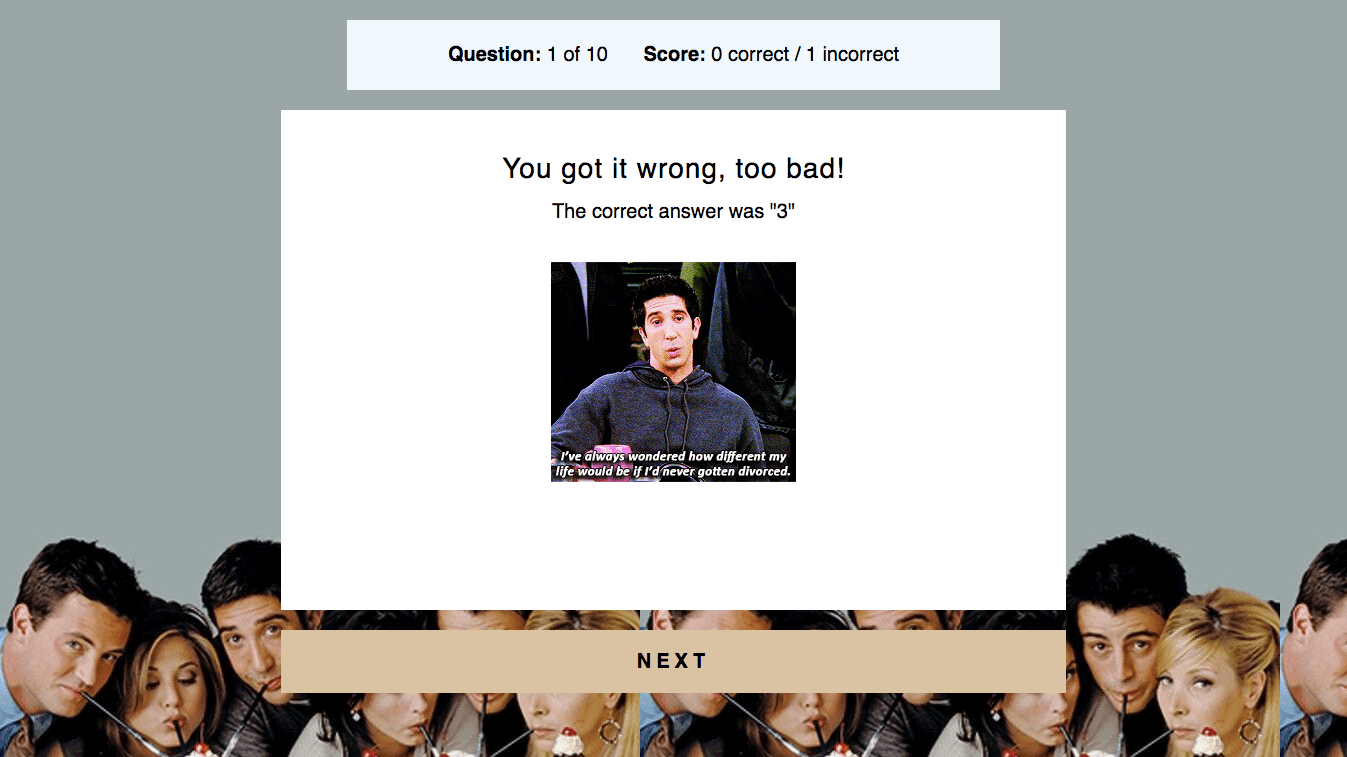 Question: 1 of 10 Score: 0 correct / 1 incorrect
You got it wrong, too bad!
The correct answer was "3"
I've always wondered how different my
life would be if I'd never gotten divorced.
NEXT